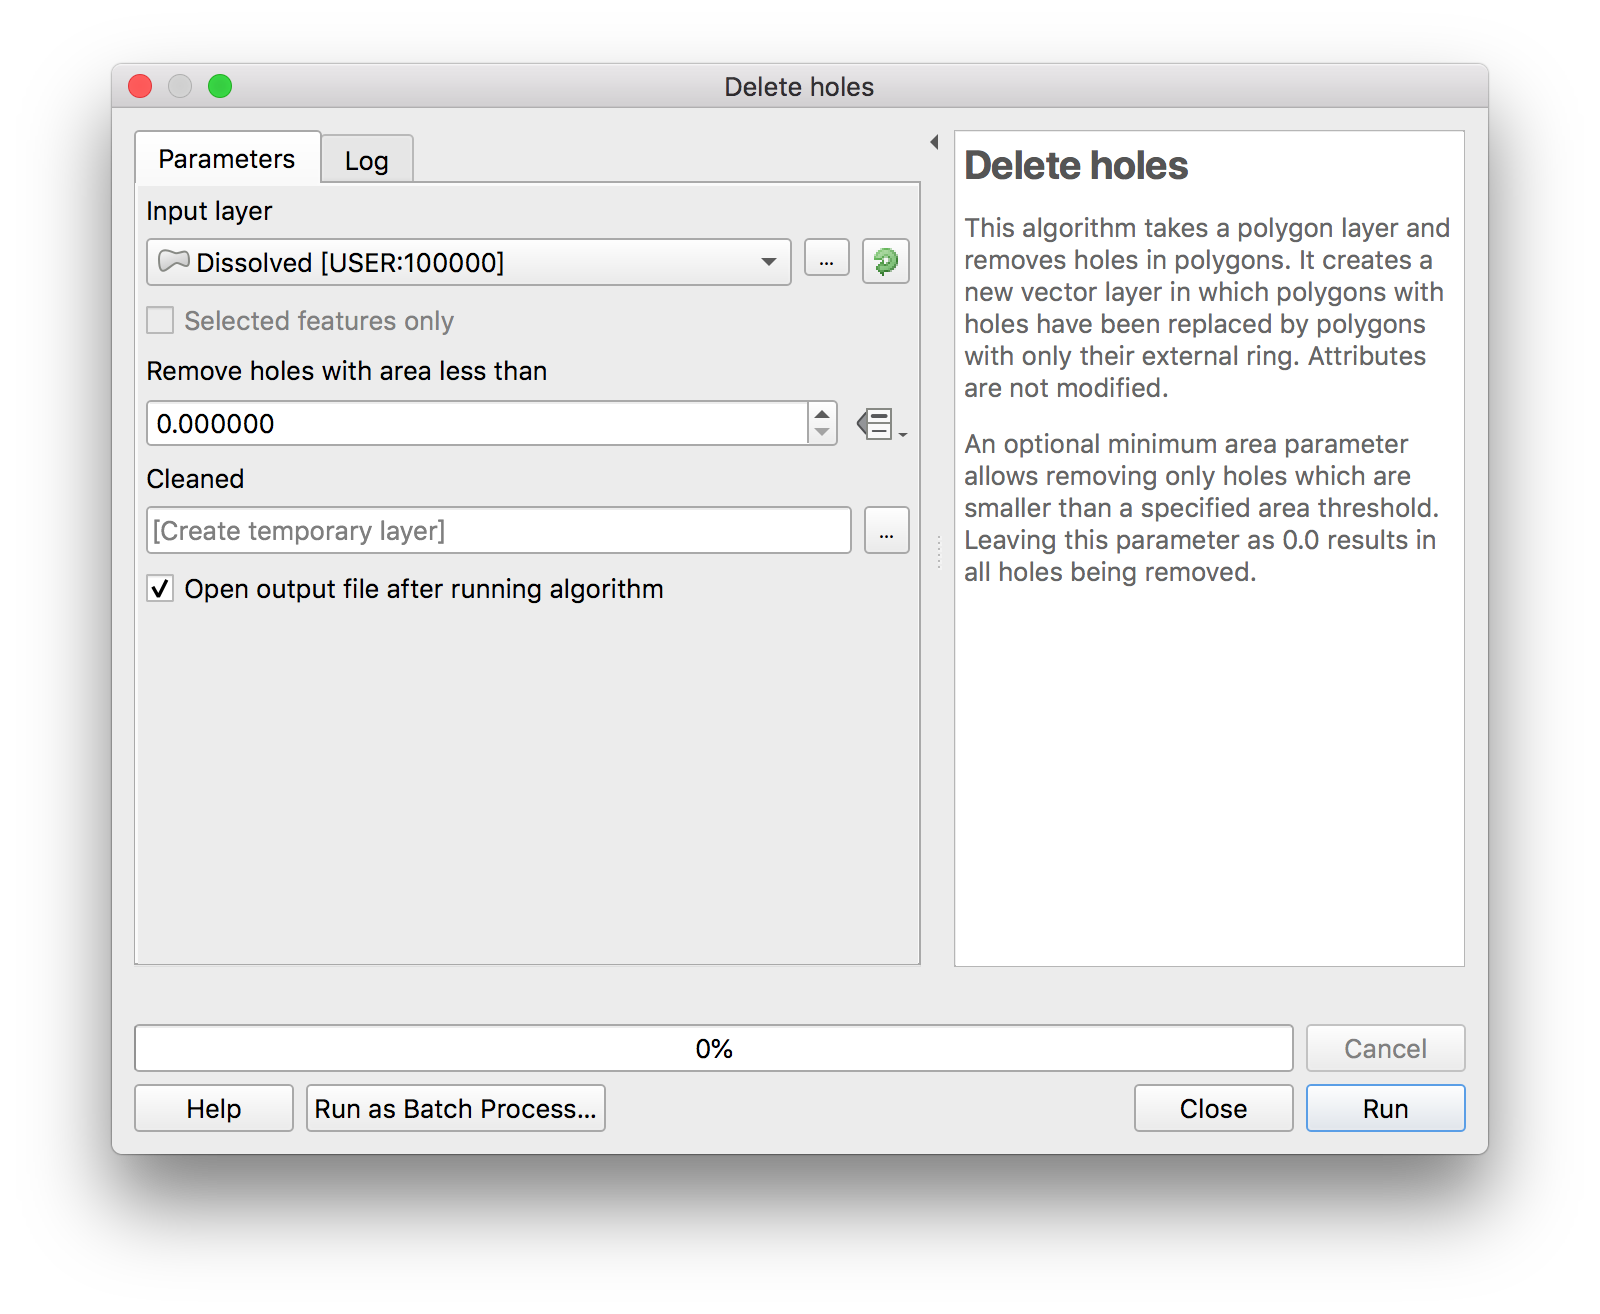 Delete holes
Parameters
Log
Input layer
Dissolved [USER:100000]
...
Selected features only
Remove holes with area less than
0.000000
Cleaned
[Create temporary layer]
...
Open output file after running algorithm
Delete holes
This algorithm takes a polygon layer and
removes holes in polygons. It creates a
new vector layer in which polygons with
holes have been replaced by polygons
with only their external ring. Attributes
are not modified.
An optional minimum area parameter
allows removing only holes which are
smaller than a specified area threshold.
Leaving this parameter as 0.0 results in
all holes being removed.
0%
Cancel
Help
Run as Batch Process...
Close
Run